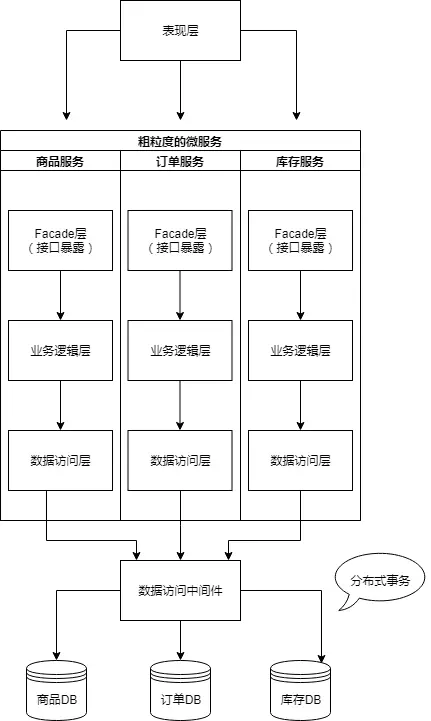 表现层
粗粒度的微服务
商品服务
订单服务
库存服务
Facade层
（接口暴露）
Facade层
（接口暴露）
Facade层
（接口暴露）
业务逻辑层
业务逻辑层
业务逻辑层
数据访问层
数据访问层
数据访问层
数据访问中间件
分布式事务
商品DB
订单DB
库存DB